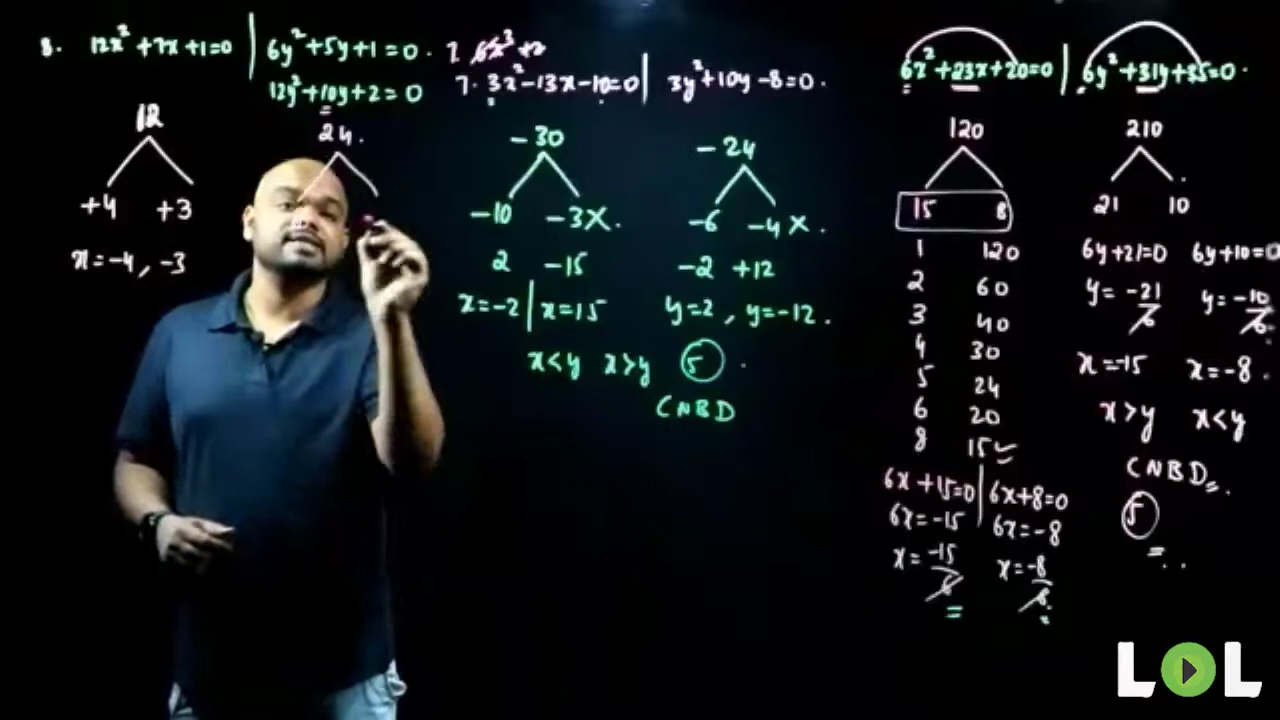 8. 12x² + 7x + 1 = 0 | 6y² + 5y + 1 = 0 .
12y² + 10y + 2 = 0
12
24 .
+4 +3
x = -4 , -3
7. 6x³ +2
7. 3x² - 13x - 10 = 0 | 3y² + 10y - 8 = 0 .
-30
-24
-10 -3 X .
-6 -4 X .
2 -15
-2 +12
x = -2 | x = 15
y = 2 , y = -12 .
x < y x > y 5
CNBD
6x² + 23x + 20 = 0 | 6y² + 31y + 35 = 0 .
120
210
15 8
1 120
2 60
3 40
4 30
5 24
6 20
8 15
6x + 15 = 0 | 6x + 8 = 0
6x = -15
6x = -8
x = -15/6
x = -8/6
21 10
6y + 21 = 0 6y + 10 = 0
y = -21/6
y = -10/6
x = -15 x = -8 .
x > y x < y
CNBD
5
LOL